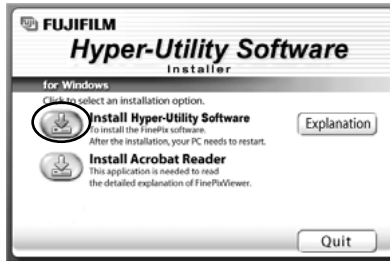 FUJIFILM
Hyper-Utility Software
Installer
for Windows
Click to select an installation option.
Install Hyper-Utility Software
To install the FinePix software.
After the installation, your PC needs to restart.
Explanation
Install Acrobat Reader
This application is needed to read
the detailed explanation of FinePixViewer.
Quit